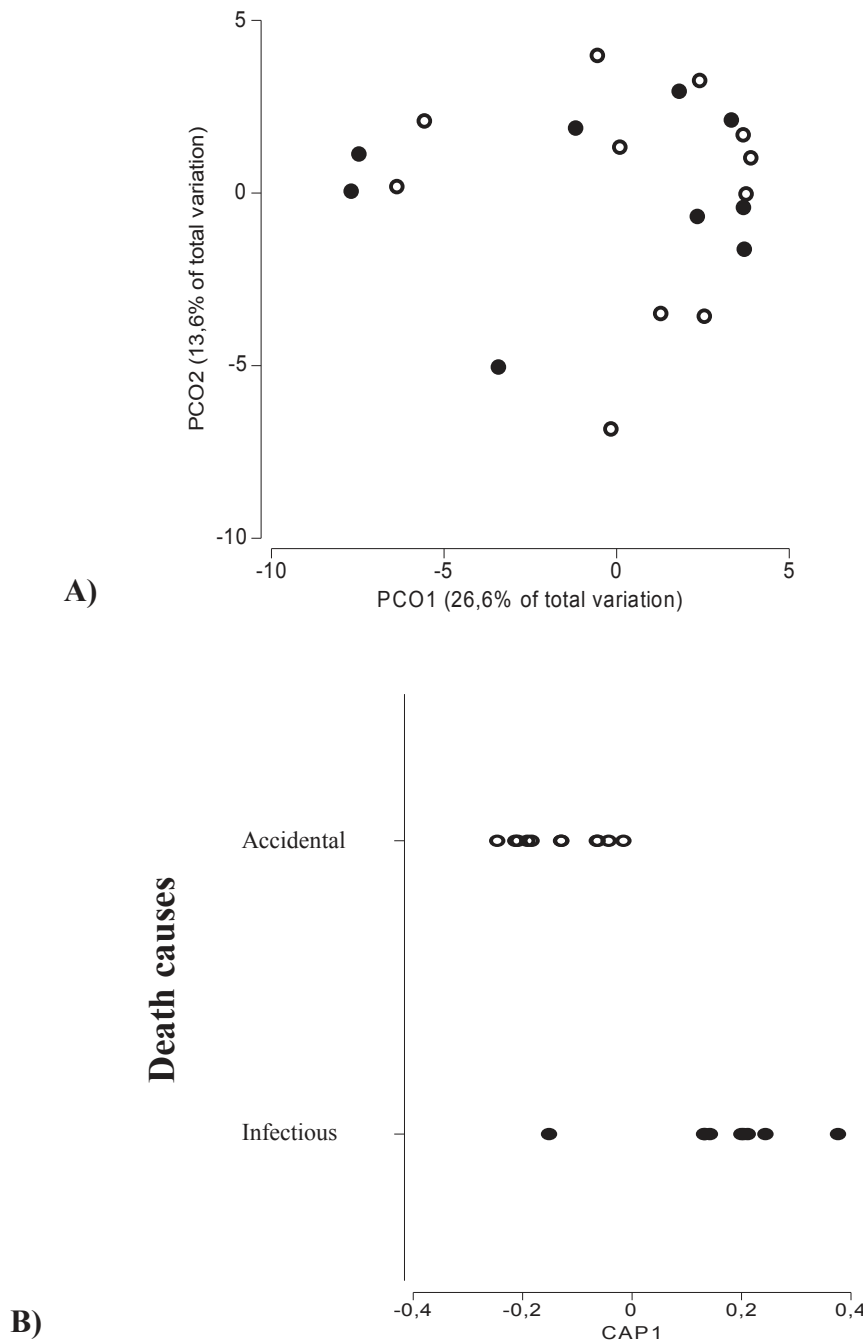 5
0
-5
-10
PCO2 (13,6% of total variation)
-10
-5
0
5
PCO1 (26,6% of total variation)
A)
Death causes
Accidental
Infectious
-0,4
-0,2
0
0,2
0,4
CAP1
B)